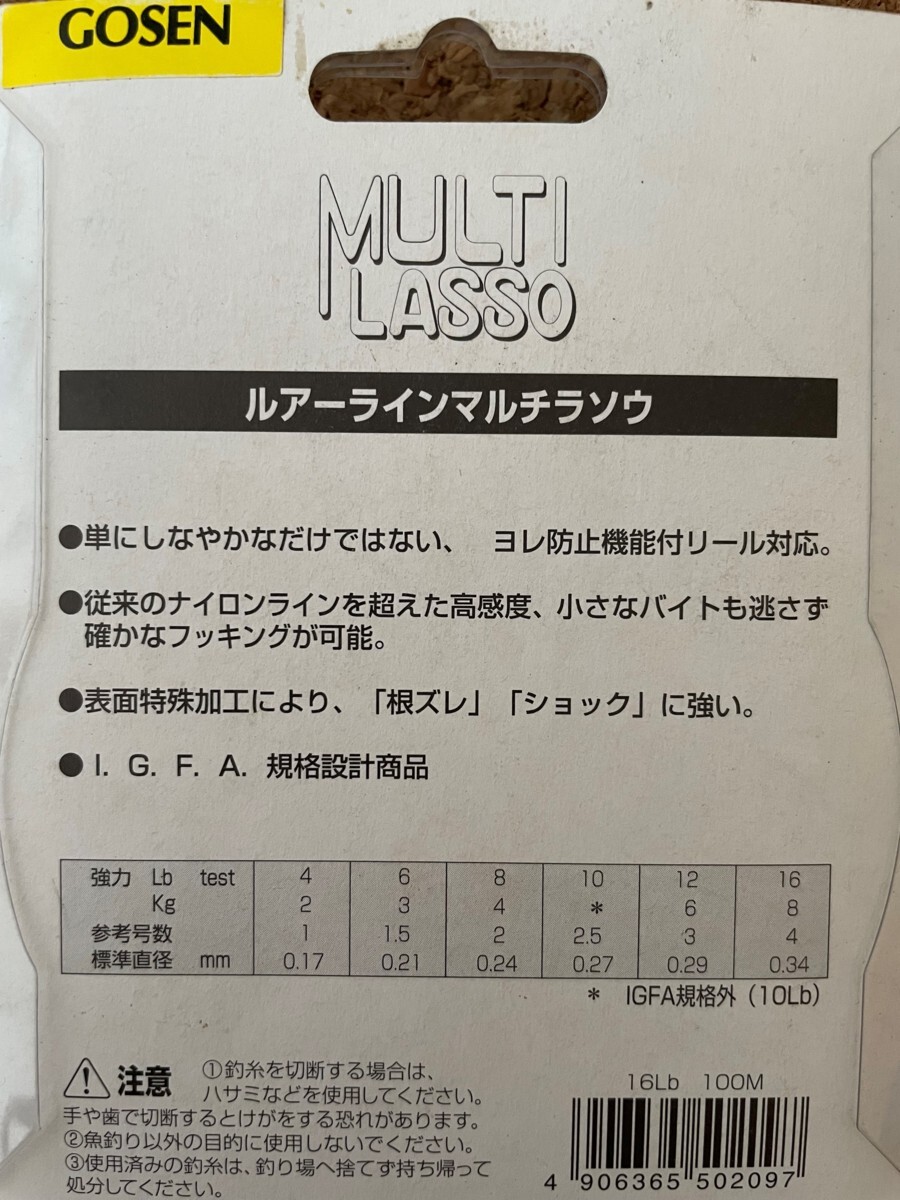 GOSEN
MULTI
LASSO
ルアーラインマルチラソウ
●単にしなやかなだけではない、　ヨレ防止機能付リール対応。
●従来のナイロンラインを超えた高感度、小さなバイトも逃さず
確かなフッキングが可能。
●表面特殊加工により、「根ズレ」「ショック」に強い。
●I. G. F. A. 規格設計商品
強力 Lb test 4 6 8 10 12 16
Kg 2 3 4 * 6 8
参考号数 1 1.5 2 2.5 3 4
標準直径 mm 0.17 0.21 0.24 0.27 0.29 0.34
* IGFA規格外（10Lb）
注意 ①釣糸を切断する場合は、
ハサミなどを使用してください。
手や歯で切断するとけがをする恐れがあります。
②魚釣り以外の目的に使用しないでください。
③使用済みの釣糸は、釣り場へ捨てず持ち帰って
処分してください。
16Lb 100M
4 906365 502097